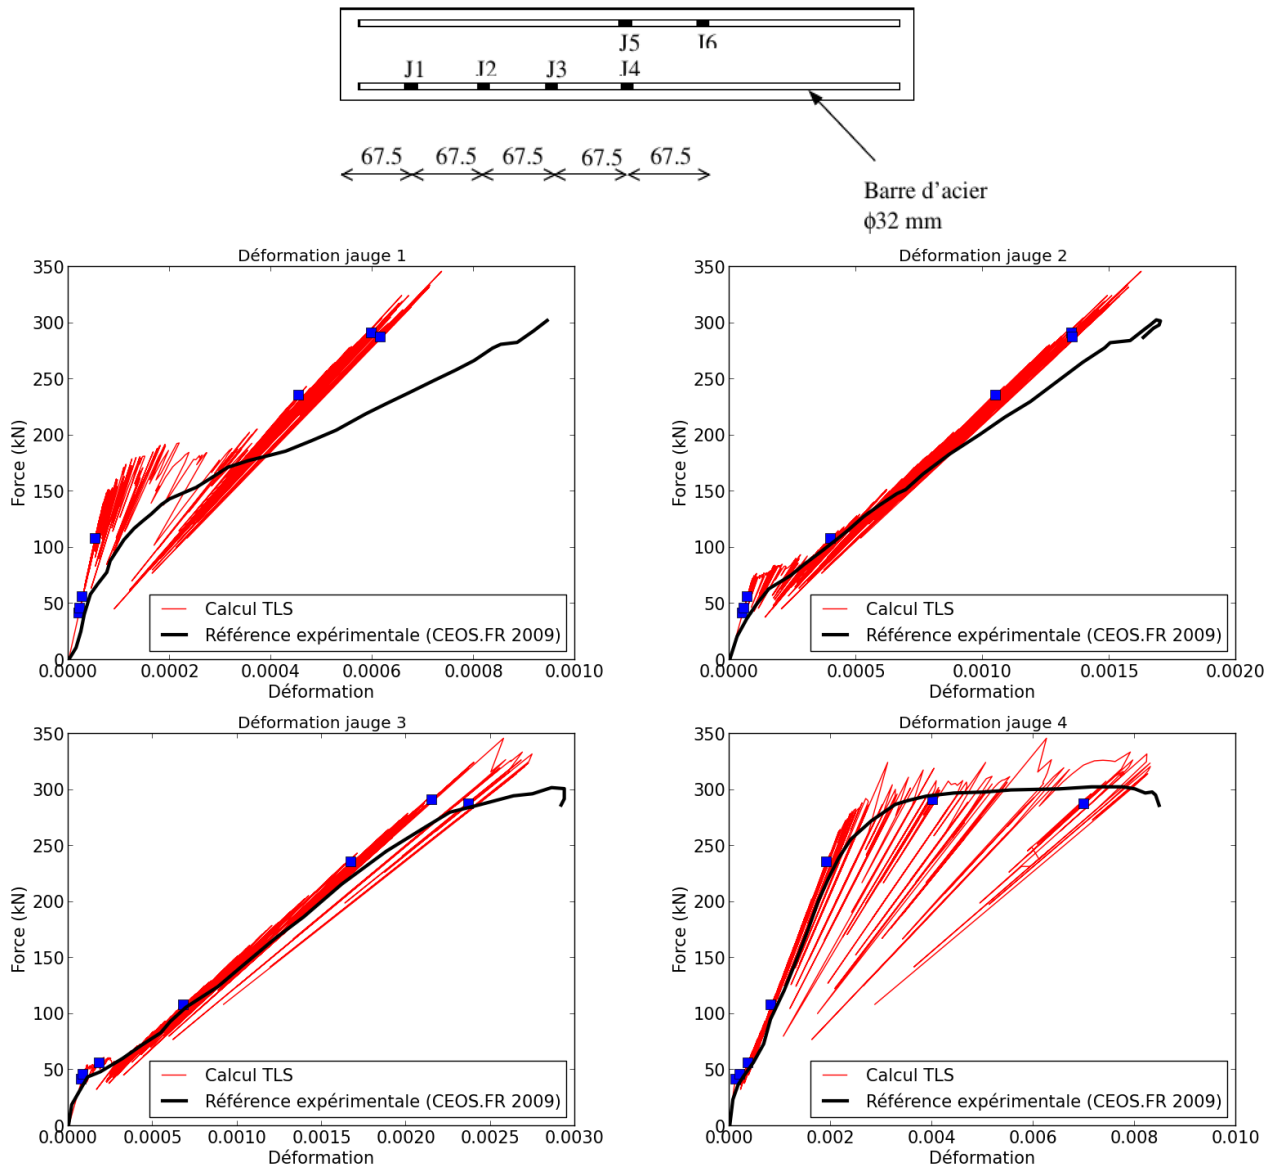 J5 J6
J1 J2 J3 J4
67.5 67.5 67.5 67.5 67.5
Barre d'acier
ϕ32 mm
Déformation jauge 1
350
300
250
200
150
100
50
0
Force (kN)
Calcul TLS
Référence expérimentale (CEOS.FR 2009)
0.0000 0.0002 0.0004 0.0006 0.0008 0.0010
Déformation
Déformation jauge 2
350
300
250
200
150
100
50
0
Force (kN)
Calcul TLS
Référence expérimentale (CEOS.FR 2009)
0.0000 0.0005 0.0010 0.0015 0.0020
Déformation
Déformation jauge 3
350
300
250
200
150
100
50
0
Force (kN)
Calcul TLS
Référence expérimentale (CEOS.FR 2009)
0.0000 0.0005 0.0010 0.0015 0.0020 0.0025 0.0030
Déformation
Déformation jauge 4
350
300
250
200
150
100
50
0
Force (kN)
Calcul TLS
Référence expérimentale (CEOS.FR 2009)
0.000 0.002 0.004 0.006 0.008 0.010
Déformation